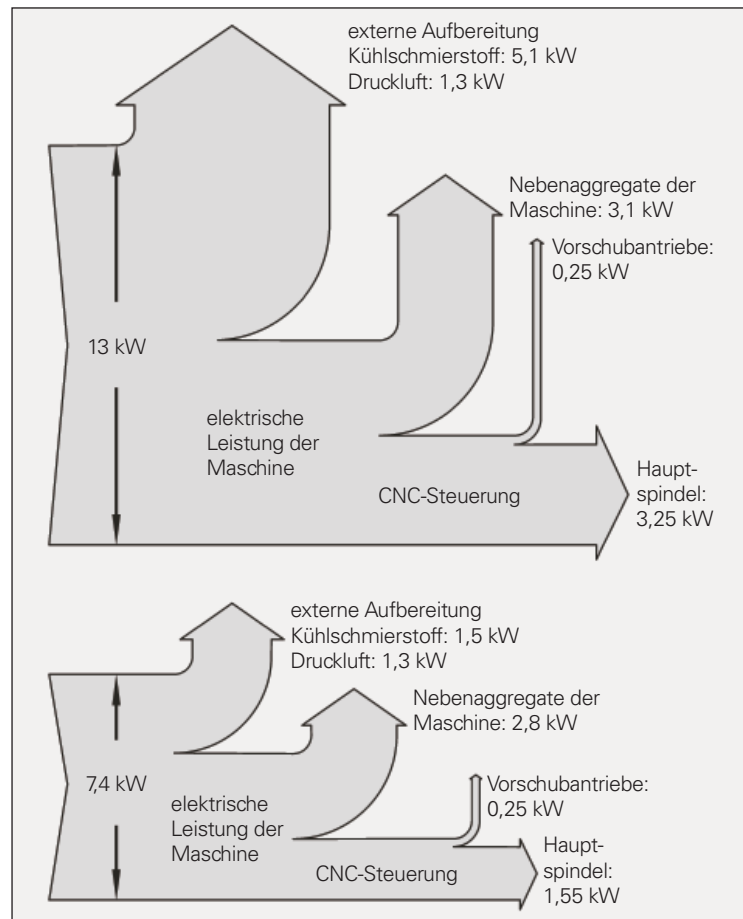 externe Aufbereitung
Kühlschmierstoff: 5,1 kW
Druckluft: 1,3 kW
Nebenaggregate der
Maschine: 3,1 kW
Vorschubantriebe:
0,25 kW
13 kW
elektrische
Leistung der
Maschine
CNC-Steuerung
Haupt-
spindel:
3,25 kW
externe Aufbereitung
Kühlschmierstoff: 1,5 kW
Druckluft: 1,3 kW
Nebenaggregate der
Maschine: 2,8 kW
7,4 kW
Vorschubantriebe:
0,25 kW
elektrische
Leistung der
Maschine
CNC-Steuerung
Haupt-
spindel:
1,55 kW